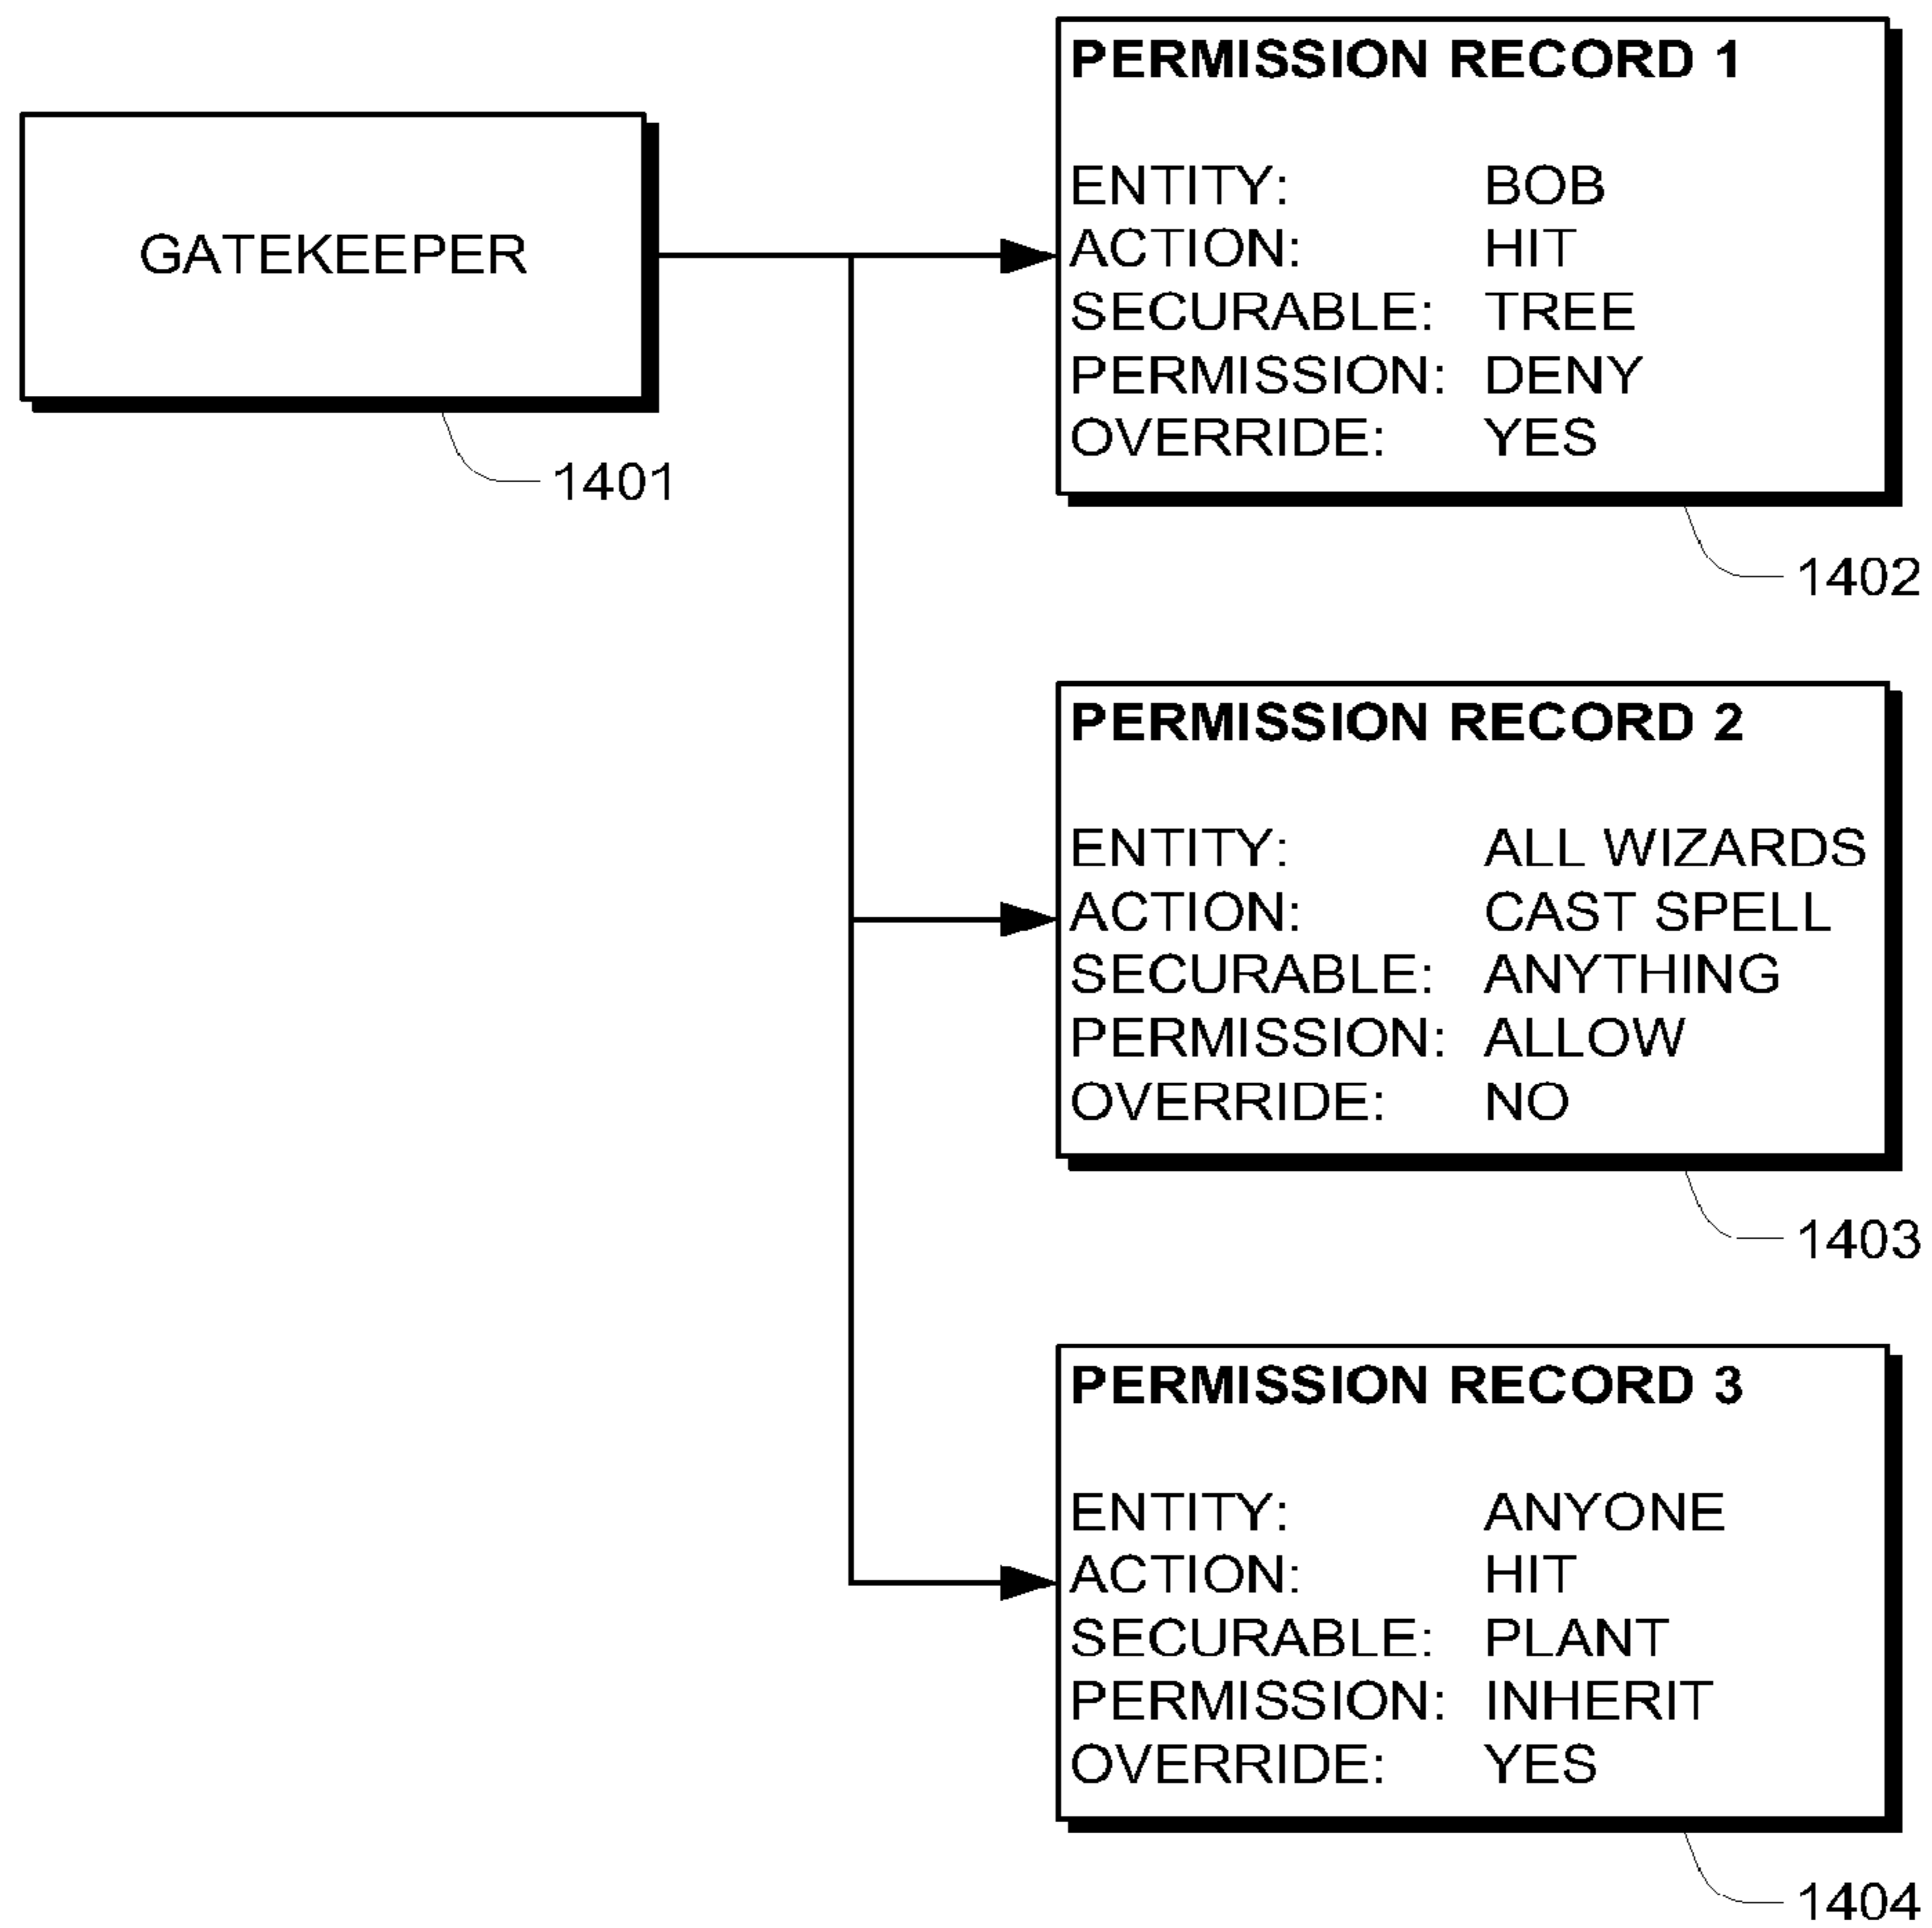 GATEKEEPER
1401
PERMISSION RECORD 1
ENTITY: BOB
ACTION: HIT
SECURABLE: TREE
PERMISSION: DENY
OVERRIDE: YES
1402
PERMISSION RECORD 2
ENTITY: ALL WIZARDS
ACTION: CAST SPELL
SECURABLE: ANYTHING
PERMISSION: ALLOW
OVERRIDE: NO
1403
PERMISSION RECORD 3
ENTITY: ANYONE
ACTION: HIT
SECURABLE: PLANT
PERMISSION: INHERIT
OVERRIDE: YES
1404